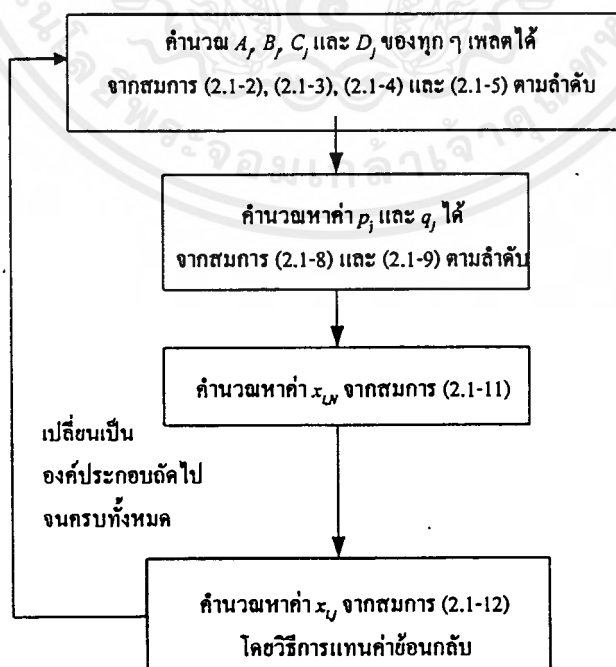 คำนวณ A_j, B_j, C_j และ D_j ของทุก ๆ เพลตได้
จากสมการ (2.1-2), (2.1-3), (2.1-4) และ (2.1-5) ตามลำดับ
คำนวณหาค่า p_j และ q_j ได้
จากสมการ (2.1-8) และ (2.1-9) ตามลำดับ
คำนวณหาค่า x_{i,N} จากสมการ (2.1-11)
เปลี่ยนเป็น
องค์ประกอบถัดไป
จนครบทั้งหมด
คำนวณหาค่า x_{i,j} จากสมการ (2.1-12)
โดยวิธีการแทนค่าย้อนกลับ